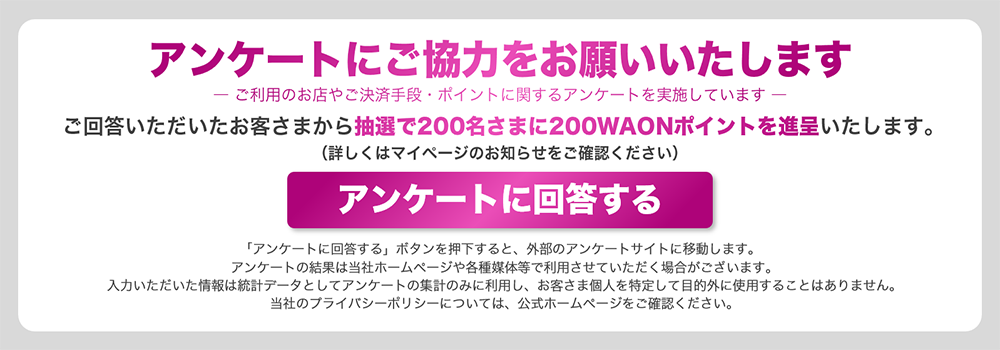 アンケートにご協力をお願いいたします
― ご利用のお店やご決済手段・ポイントに関するアンケートを実施しています ―
ご回答いただいたお客さまから抽選で200名さまに200WAONポイントを進呈いたします。
（詳しくはマイページのお知らせをご確認ください）
アンケートに回答する
「アンケートに回答する」ボタンを押下すると、外部のアンケートサイトに移動します。
アンケートの結果は当社ホームページや各種媒体等で利用させていただく場合がございます。
入力いただいた情報は統計データとしてアンケートの集計のみに利用し、お客さま個人を特定して目的外に使用することはありません。
当社のプライバシーポリシーについては、公式ホームページをご確認ください。